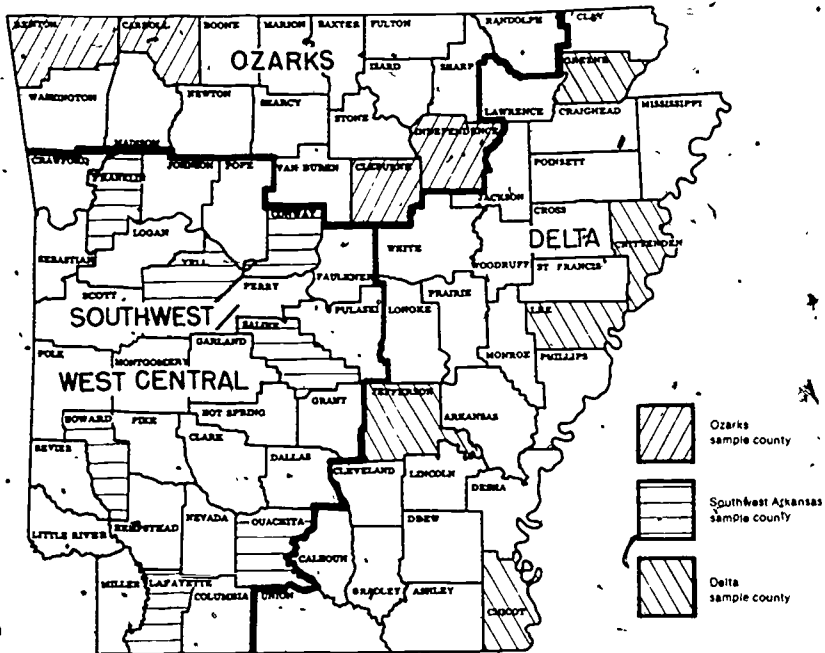 BENTON
CARROLL
BOONE
MARION
BAXTER
FULTON
RANDOLPH
CLAY
OZARKS
IZARD
SHARP
GREENE
WASHINGTON
NEWTON
SEARCY
LAWRENCE
CRAIGHEAD
MISSISSIPPI
MADISON
STONE
INDEPENDENCE
CRAWFORD
FRANKLIN
JOHNSON
POPE
VAN BUREN
CLEBURNE
JACKSON
POINSETT
LOGAN
CONWAY
WHITE
CROSS
DELTA
CRITTENDEN
SEBASTIAN
YELL
FAULKNER
WOODRUFF
ST FRANCIS
SCOTT
PERRY
PRAIRIE
SOUTHWEST
SALINE
PULASKI
LONOKE
LEE
POLK
MONTGOMERY
GARLAND
MONROE
PHILLIPS
WEST CENTRAL
HOT SPRING
GRANT
JEFFERSON
ARKANSAS
HOWARD
PIKE
CLARK
SEVIER
DALLAS
CLEVELAND
LINCOLN
DESHA
LITTLE RIVER
HEMPSTEAD
NEVADA
OUACHITA
CALHOUN
DREW
MILLER
LAFAYETTE
COLUMBIA
UNION
BRADLEY
ASHLEY
CHICOT
Ozarks
sample county
Southwest Arkansas
sample county
Delta
sample county